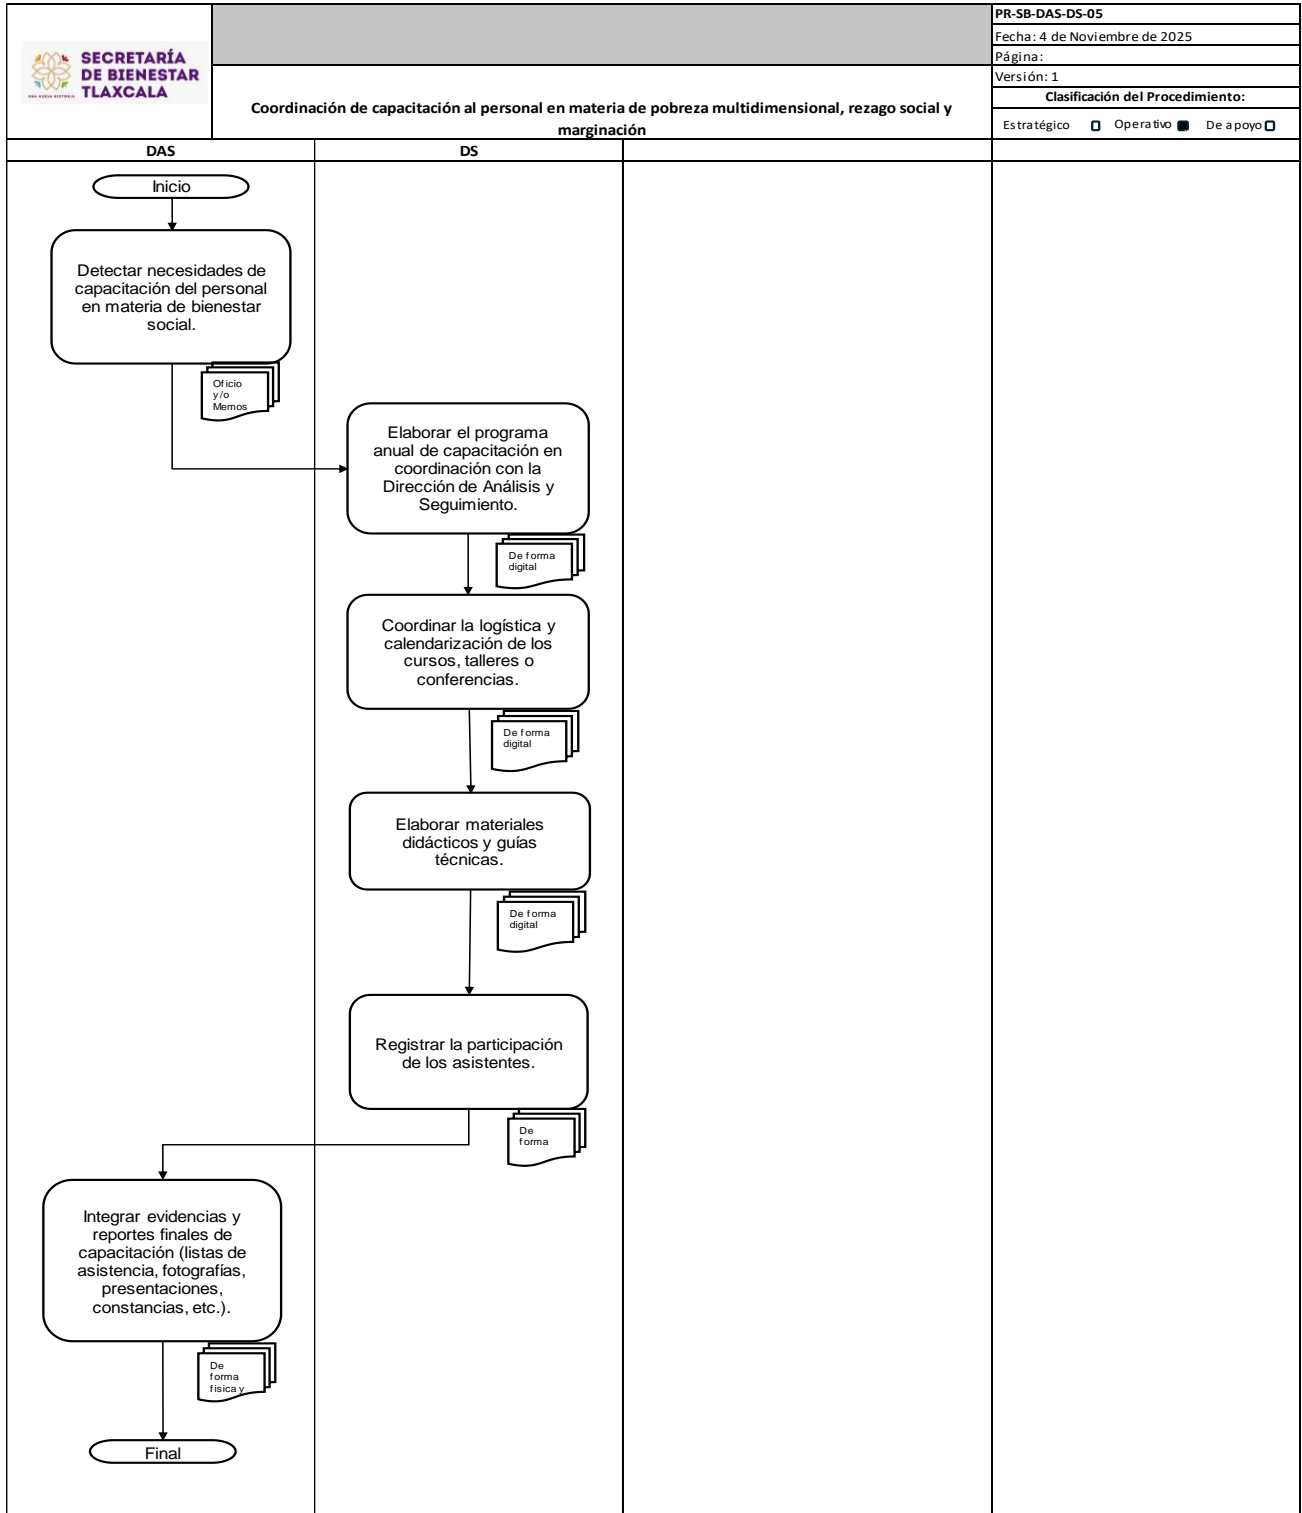 SECRETARÍA
DE BIENESTAR
TLAXCALA
UNA NUEVA HISTORIA
PR-SB-DAS-DS-05
Fecha: 4 de Noviembre de 2025
Página:
Versión: 1
Coordinación de capacitación al personal en materia de pobreza multidimensional, rezago social y
marginación
Clasificación del Procedimiento:
Estratégico Operativo De apoyo
DAS DS
Inicio
Detectar necesidades de
capacitación del personal
en materia de bienestar
social.
Oficio
y/o
Memos
Elaborar el programa
anual de capacitación en
coordinación con la
Dirección de Análisis y
Seguimiento.
De forma
digital
Coordinar la logística y
calendarización de los
cursos, talleres o
conferencias.
De forma
digital
Elaborar materiales
didácticos y guías
técnicas.
De forma
digital
Registrar la participación
de los asistentes.
De
forma
Integrar evidencias y
reportes finales de
capacitación (listas de
asistencia, fotografías,
presentaciones,
constancias, etc.).
De
forma
física y
Final